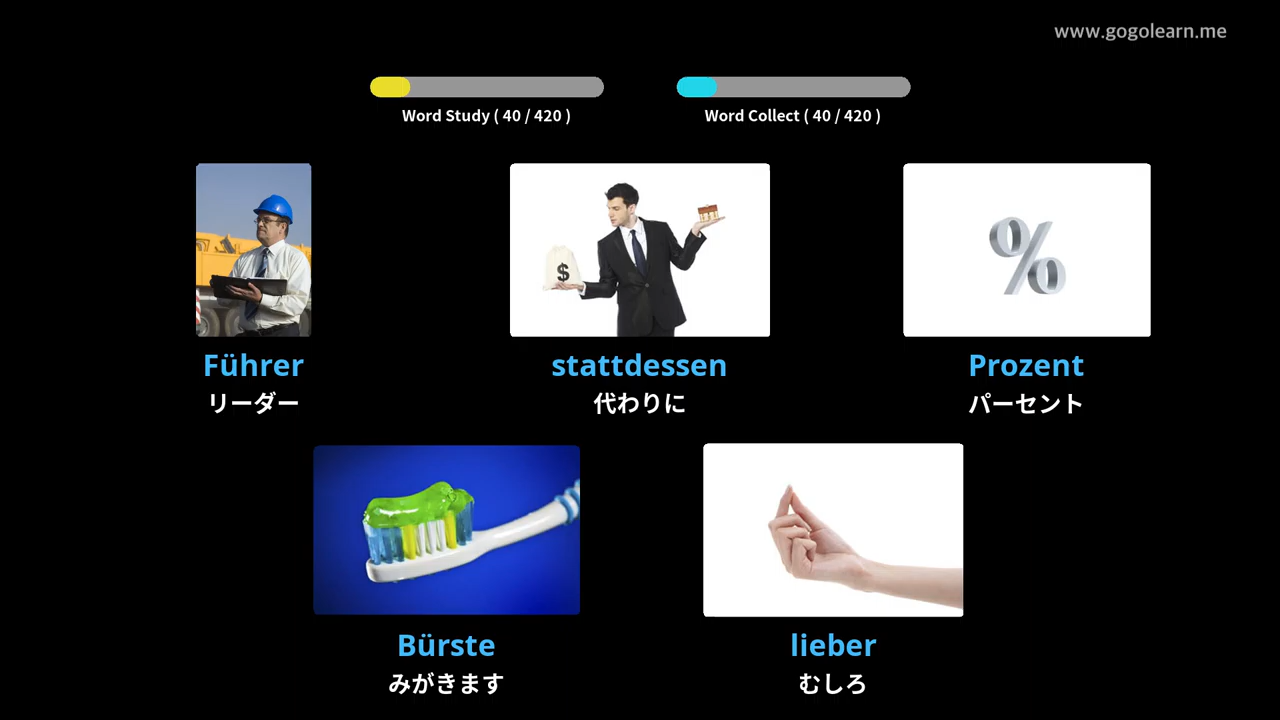 www.gogolearn.me
Word Study ( 40 / 420 )
Word Collect ( 40 / 420 )
$
%
Führer
リーダー
stattdessen
代わりに
Prozent
パーセント
Bürste
みがきます
lieber
むしろ